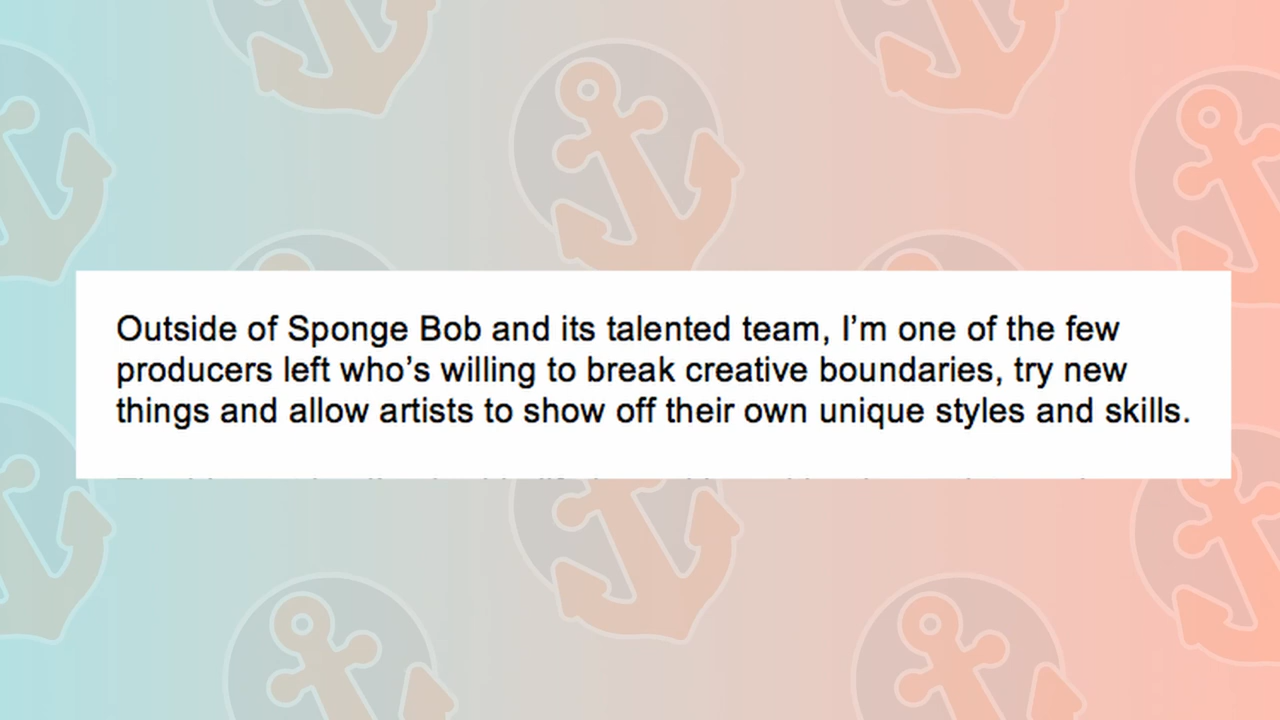 Outside of Sponge Bob and its talented team, I’m one of the few
producers left who’s willing to break creative boundaries, try new
things and allow artists to show off their own unique styles and skills.